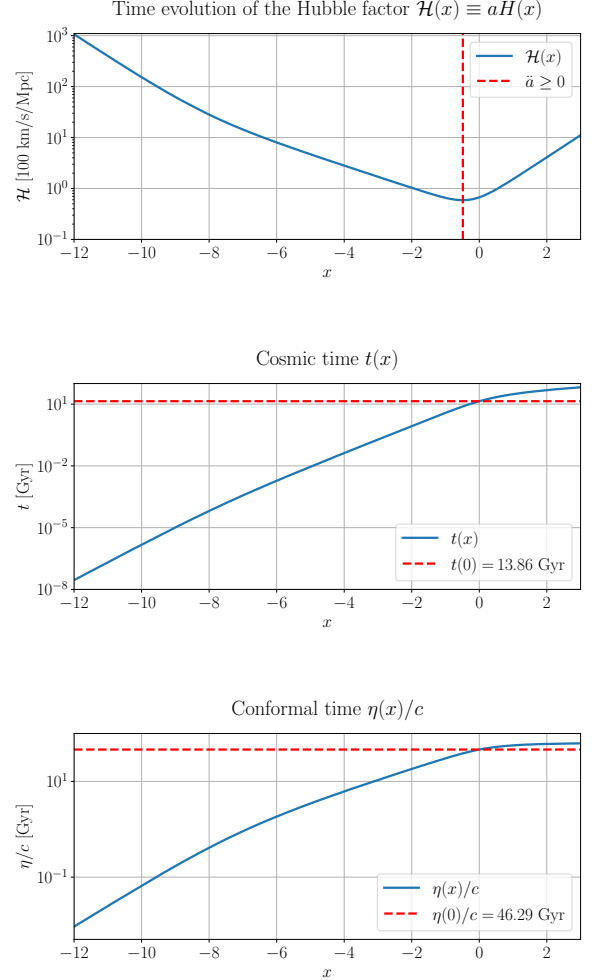 Time evolution of the Hubble factor ℋ(x) ≡ aH(x)
10³
10²
10¹
10⁰
10⁻¹
ℋ [100 km/s/Mpc]
ℋ(x)
ä ≥ 0
−12 −10 −8 −6 −4 −2 0 2
x
Cosmic time t(x)
10¹
10⁻²
10⁻⁵
10⁻⁸
t [Gyr]
t(x)
t(0) = 13.86 Gyr
−12 −10 −8 −6 −4 −2 0 2
x
Conformal time η(x)/c
10¹
10⁻¹
η/c [Gyr]
η(x)/c
η(0)/c = 46.29 Gyr
−12 −10 −8 −6 −4 −2 0 2
x